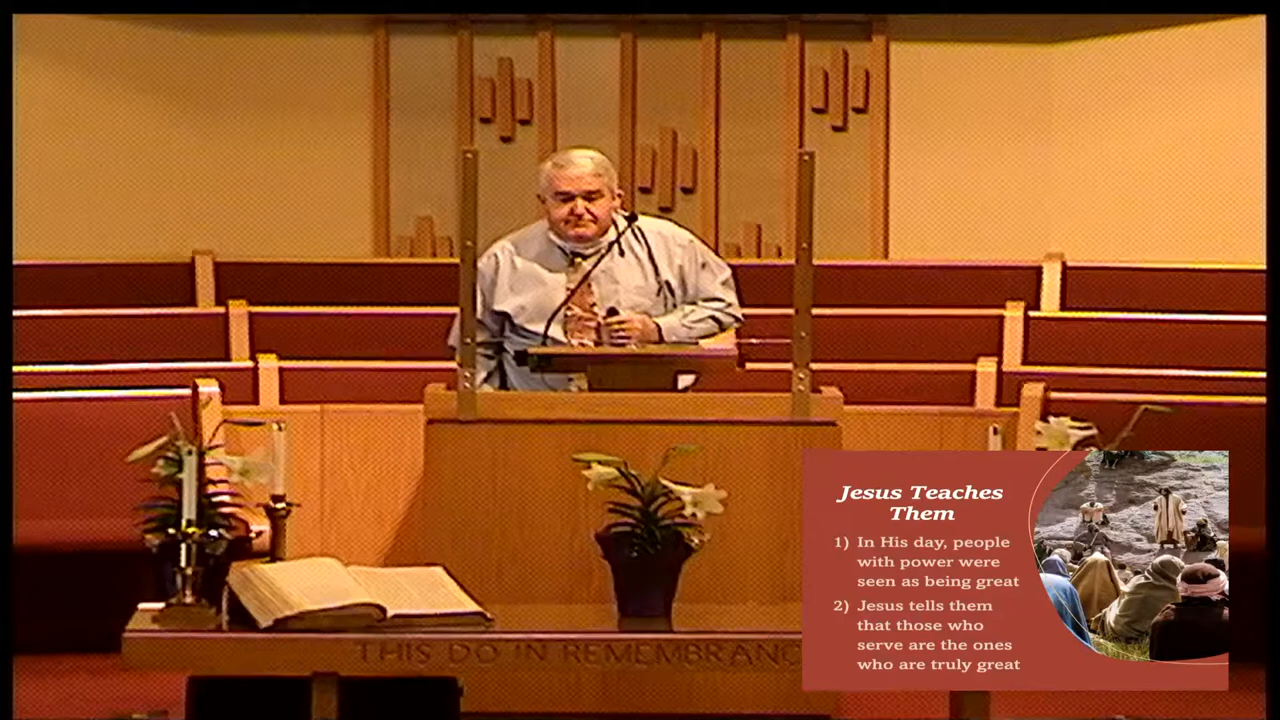 Jesus Teaches
Them
1) In His day, people
with power were
seen as being great
2) Jesus tells them
that those who
serve are the ones
who are truly great
THIS DO IN REMEMBRANC